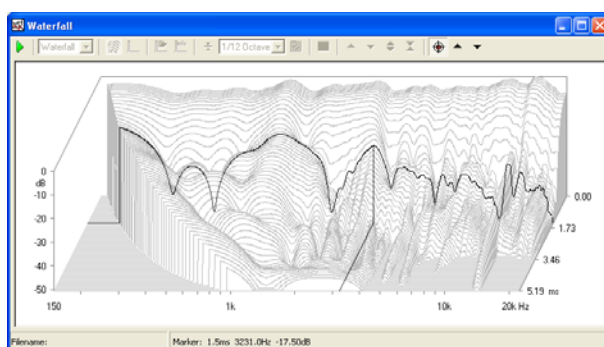 Waterfall
Waterfall
1/12 Octave
0
dB
-10
-20
-30
-40
-50
150
1k
10k
20k Hz
0.00
1.73
3.46
5.19 ms
Filename:
Marker: 1.5ms 3231.0Hz -17.50dB